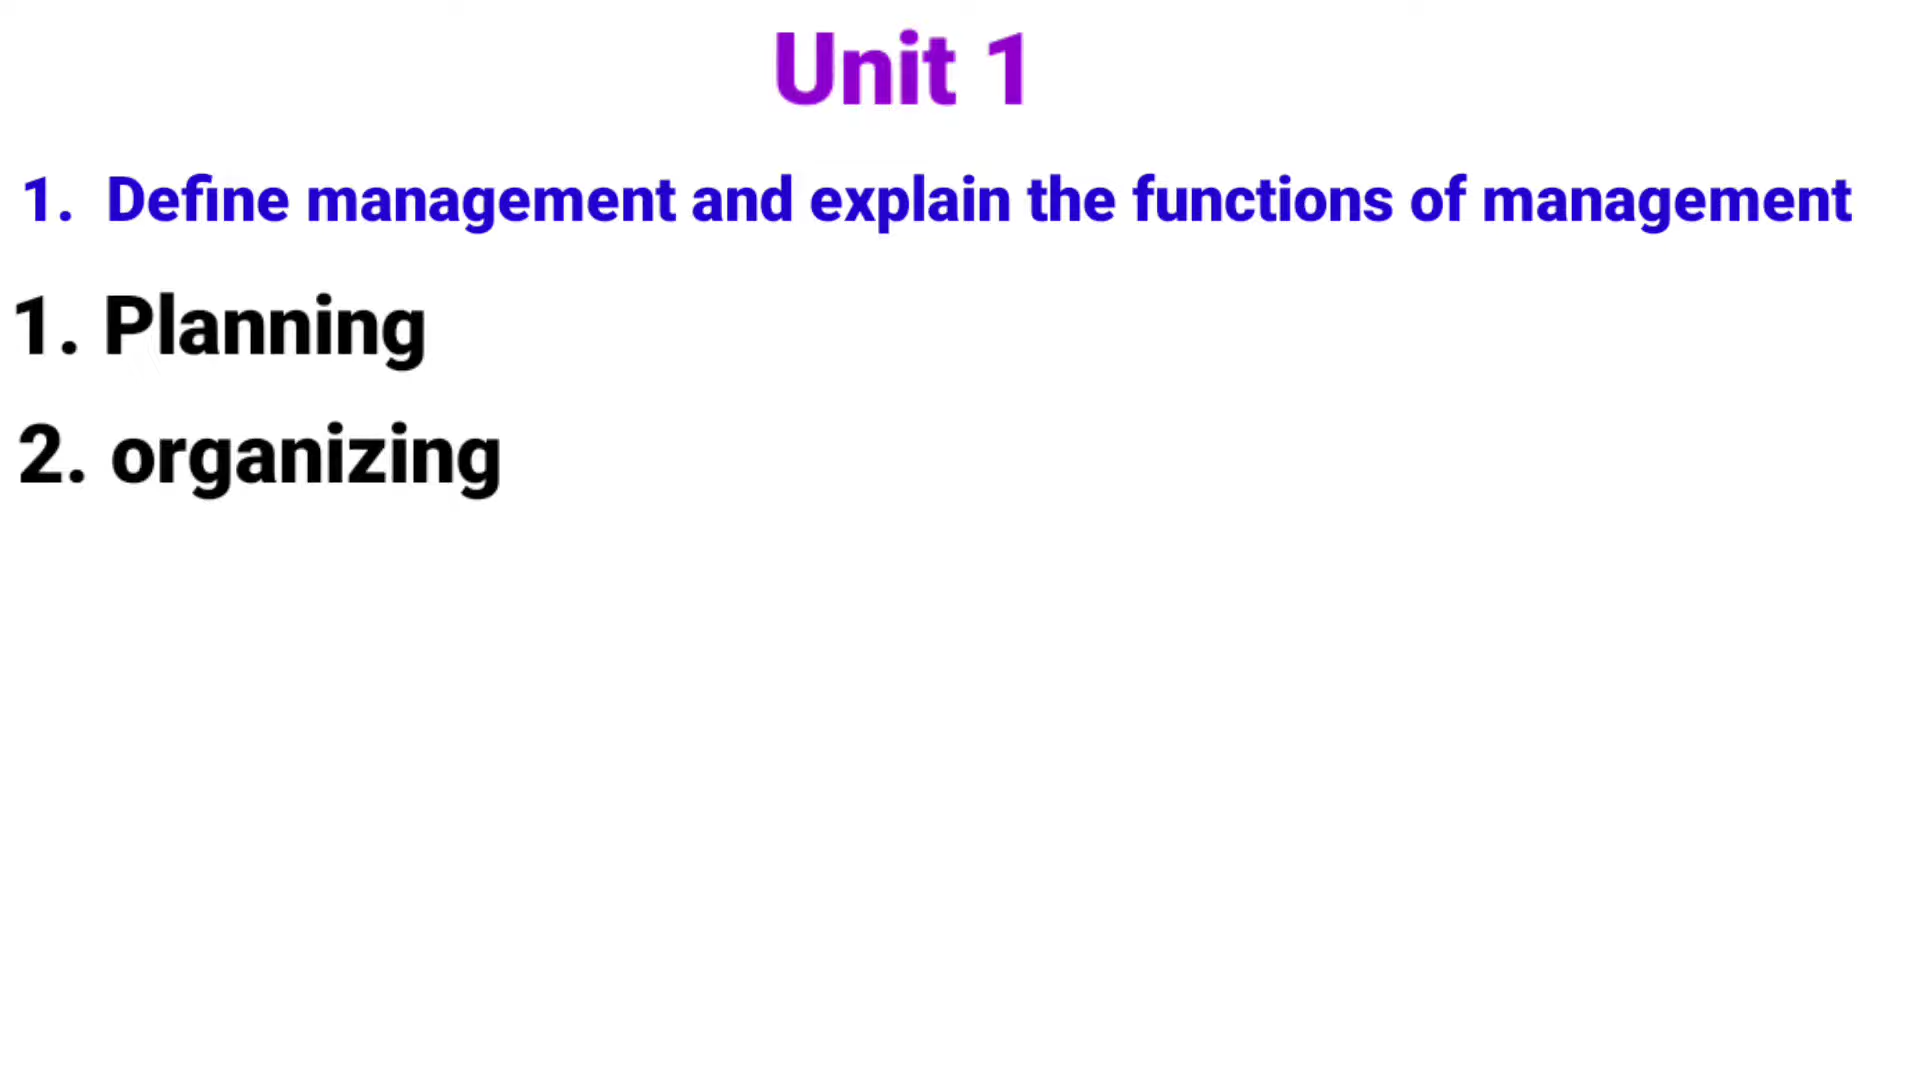 Unit 1
1. Define management and explain the functions of management
1. Planning
2. organizing